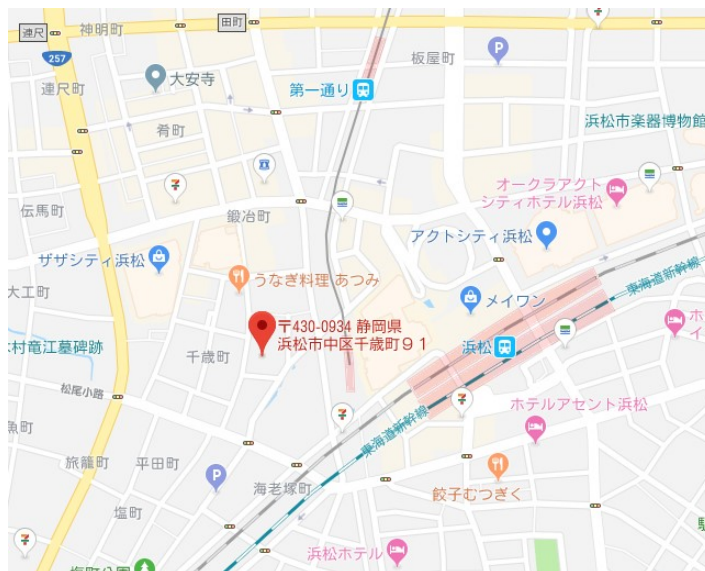 連尺
神明町
田町
板屋町
257
大安寺
第一通り
連尺町
肴町
浜松市楽器博物館
オークラアクト
シティホテル浜松
伝馬町
鍛冶町
ザザシティ浜松
アクトシティ浜松
うなぎ料理 あつみ
東海道新幹線
大工町
メイワン
〒430-0934 静岡県
浜松市中区千歳町91
木村竜江墓碑跡
千歳町
浜松
松尾小路
ホテルアセント浜松
東海道新幹線
旅籠町
平田町
海老塚町
餃子むつぎく
塩町
浜松ホテル